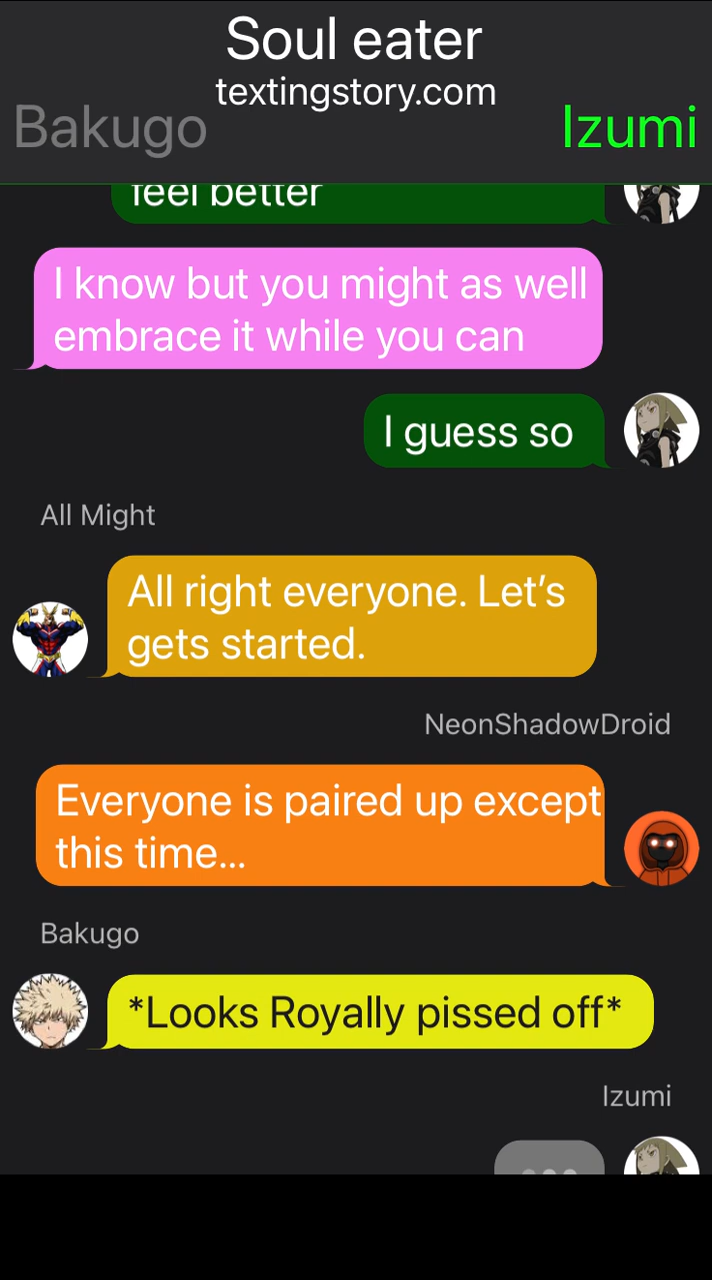 Soul eater
textingstory.com
Bakugo
Izumi
feel better
I know but you might as well
embrace it while you can
I guess so
All Might
All right everyone. Let’s
gets started.
NeonShadowDroid
Everyone is paired up except
this time...
Bakugo
*Looks Royally pissed off*
Izumi